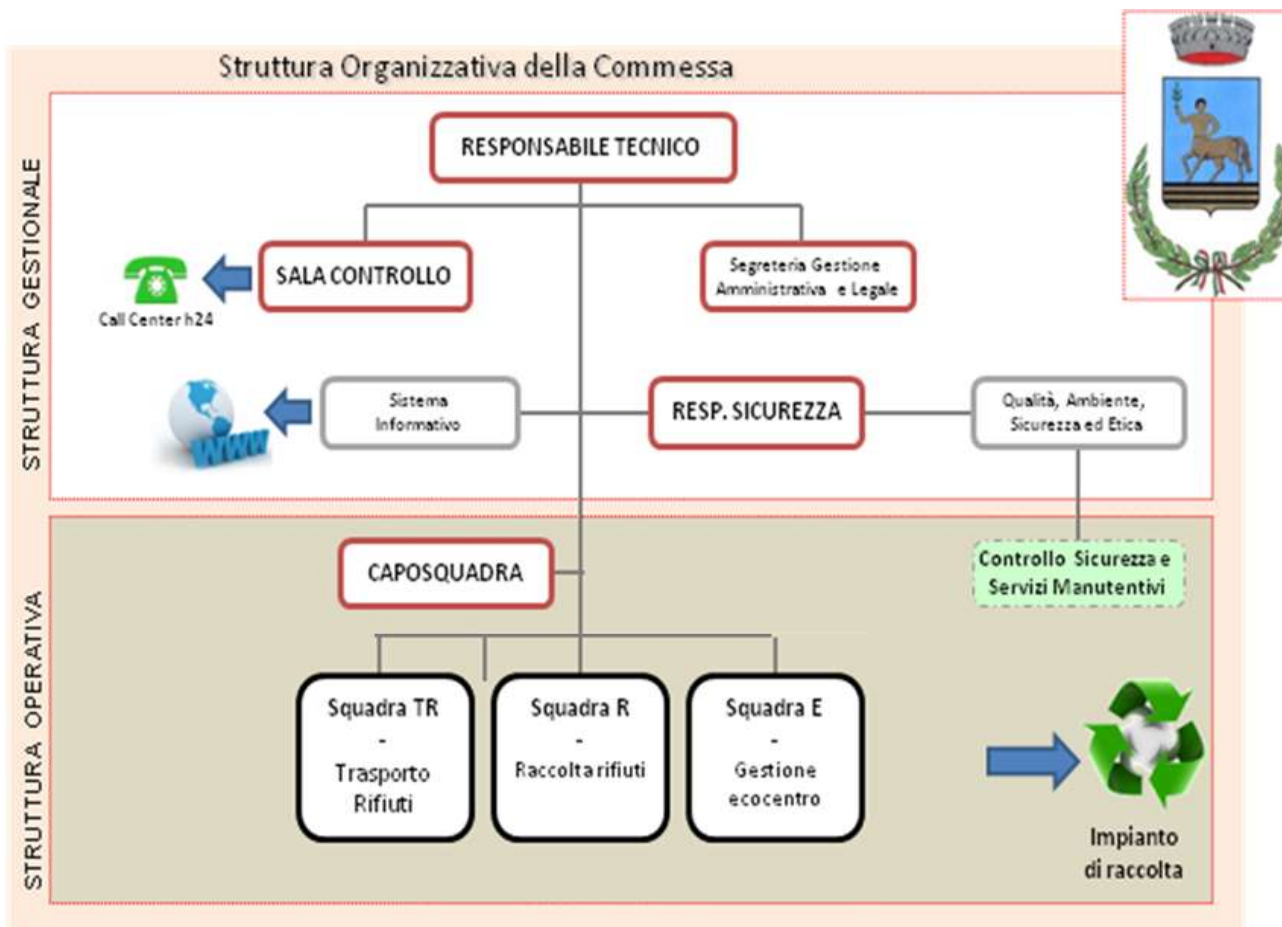 Struttura Organizzativa della Commessa
STRUTTURA GESTIONALE
RESPONSABILE TECNICO
SALA CONTROLLO
Call Center h24
Segreteria Gestione
Amministrativa e Legale
Sistema
Informativo
WWW
RESP. SICUREZZA
Qualità, Ambiente,
Sicurezza ed Etica
STRUTTURA OPERATIVA
CAPOSQUADRA
Controllo Sicurezza e
Servizi Manutentivi
Squadra TR
-
Trasporto
Rifiuti
Squadra R
-
Raccolta rifiuti
Squadra E
-
Gestione
ecocentro
Impianto
di raccolta